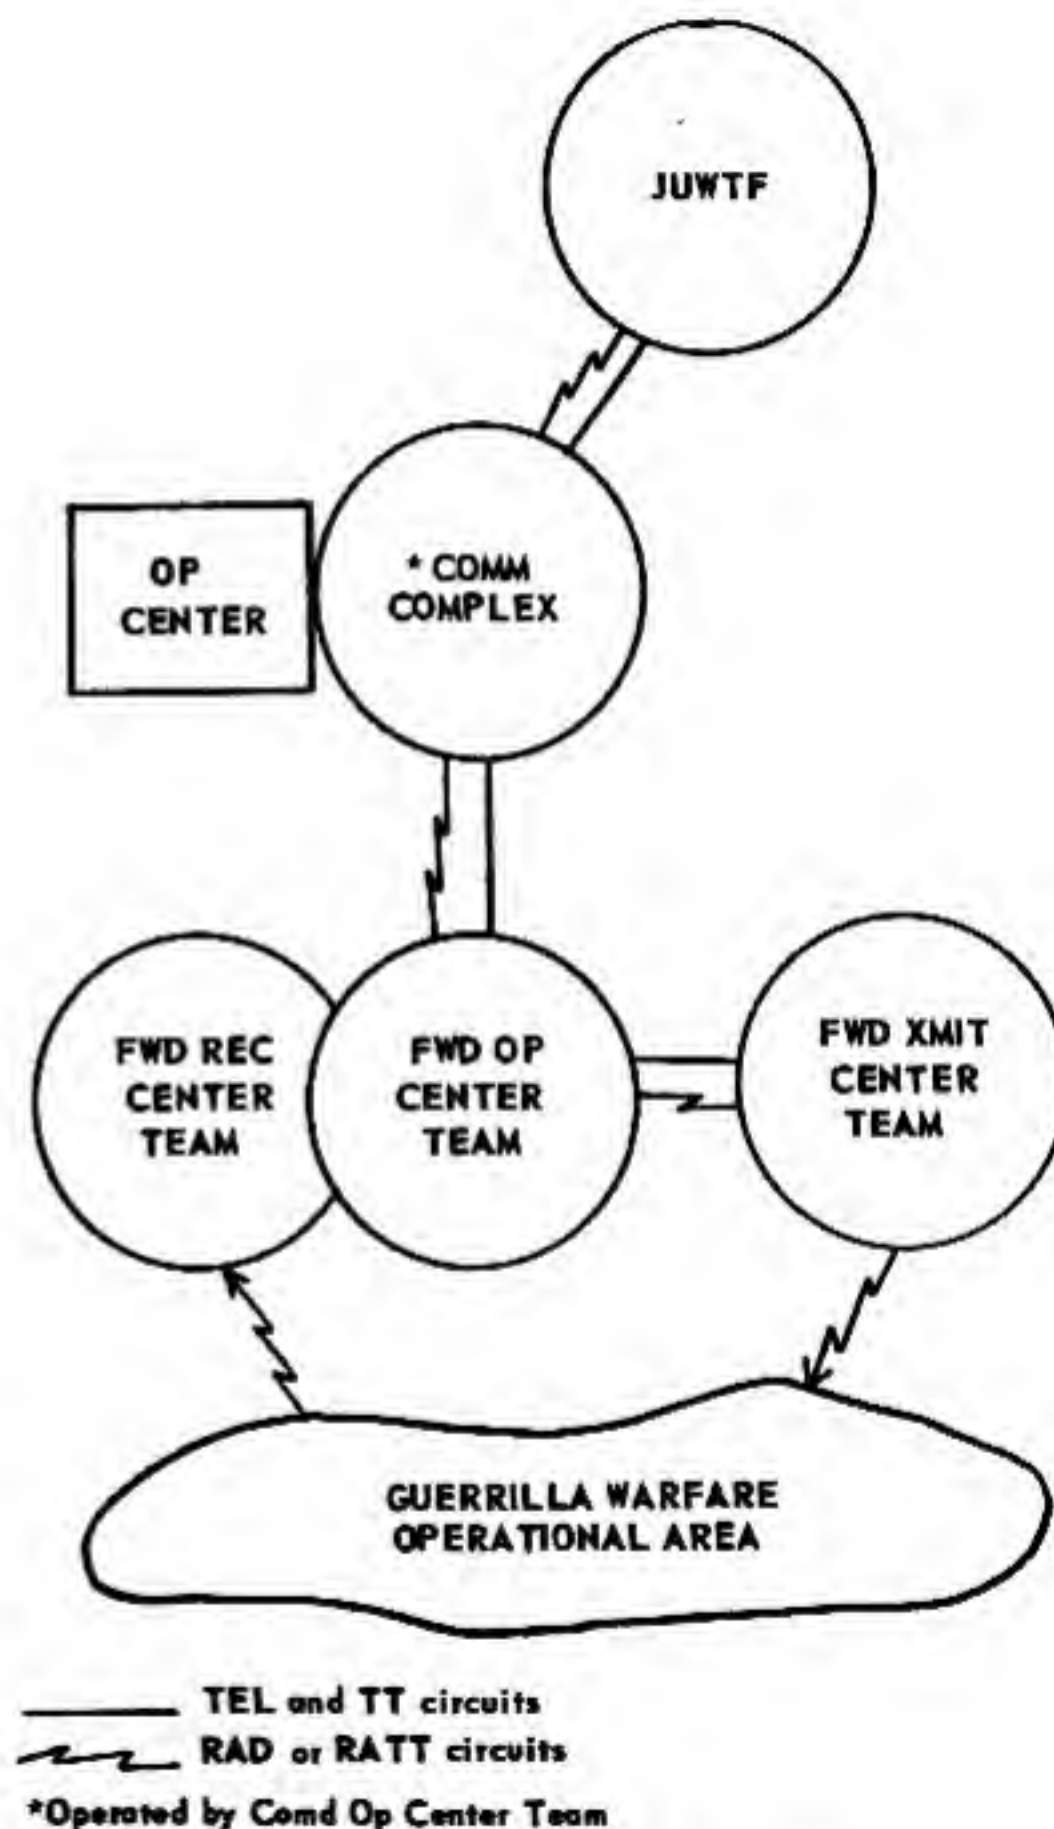 JUWTF
* COMM
COMPLEX
OP
CENTER
FWD REC
CENTER
TEAM
FWD OP
CENTER
TEAM
FWD XMIT
CENTER
TEAM
GUERRILLA WARFARE
OPERATIONAL AREA
TEL and TT circuits
RAD or RATT circuits
*Operated by Comd Op Center Team